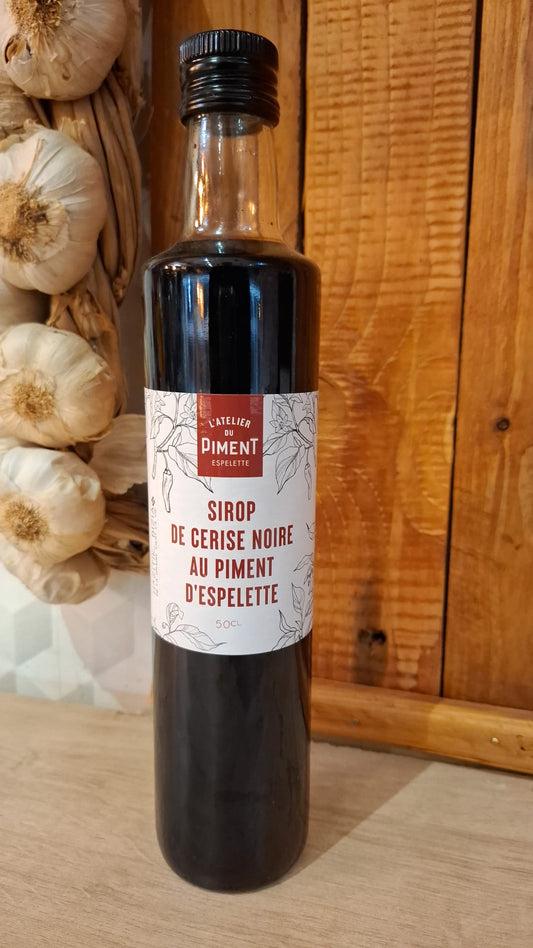 L'ATELIER
DU
PIMENT
ESPELETTE
SIROP
DE CERISE NOIRE
AU PIMENT
D'ESPELETTE
50CL